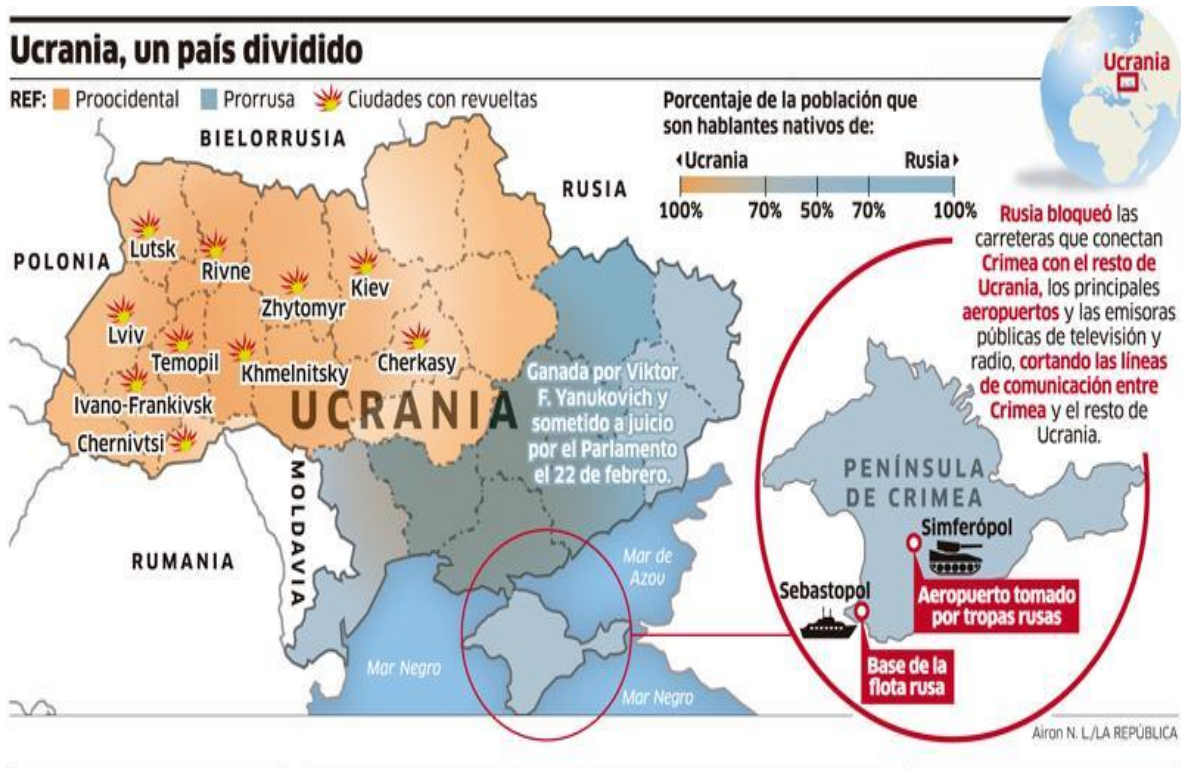 Ucrania, un país dividido
REF: Proocidental Prorrusa Ciudades con revueltas
Porcentaje de la población que
son hablantes nativos de:
Ucrania Rusia
100% 70% 50% 70% 100%
Ucrania
BIELORRUSIA
RUSIA
POLONIA
Lutsk
Rivne
Zhytomyr
Kiev
Lviv
Temopil
Khmelnitsky
Cherkasy
Ivano-Frankivsk
Chernivtsi
UCRANIA
Ganada por Viktor
F. Yanukovich y
sometido a juicio
por el Parlamento
el 22 de febrero.
MOLDAVIA
RUMANIA
Mar de
Azov
Mar Negro
Mar Negro
Rusia bloqueó las
carreteras que conectan
Crimea con el resto de
Ucrania, los principales
aeropuertos y las emisoras
públicas de televisión y
radio, cortando las líneas
de comunicación entre
Crimea y el resto de
Ucrania.
PENÍNSULA
DE CRIMEA
Simferópol
Aeropuerto tomado
por tropas rusas
Sebastopol
Base de la
flota rusa
Airon N. L./LA REPÚBLICA